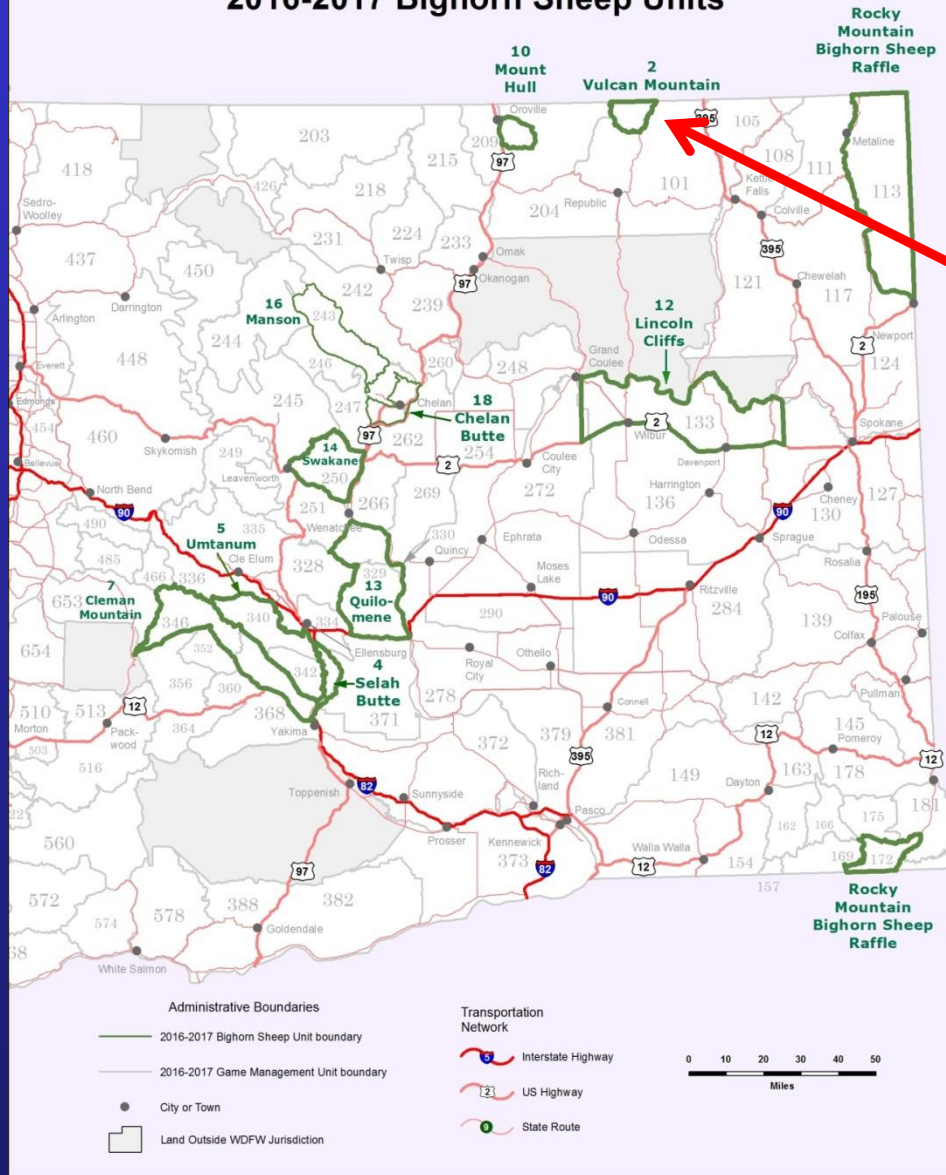 2016-2017 Bighorn Sheep Units
Rocky
Mountain
Bighorn Sheep
Raffle
10
Mount
Hull
2
Vulcan Mountain
Oroville
395
105
203
209
97
215
418
426
218
108
111
Metaline
113
101
Kettle
Falls
Colville
Sedro-
Woolley
204
Republic
231
224
233
Omak
Okanogan
97
395
437
450
Twisp
242
239
121
Chewelah
117
Darrington
Arlington
16
Manson
243
244
12
Lincoln
Cliffs
Newport
2
124
448
246
260
248
Grand
Coulee
Everett
Edmonds
245
247
Chelan
18
Chelan
Butte
133
Spokane
454
460
Skykomish
249
97
262
2
254
Wilbur
Coulee
City
Davenport
14
Swakane
250
Leavenworth
Bellevue
North Bend
90
251
266
269
272
Harrington
136
90
Cheney
130
127
490
335
Wenatchee
5
Umtanum
Cle Elum
330
Quincy
Ephrata
Odessa
Sprague
485
328
329
Rosalia
7
Cleman
Mountain
466
336
13
Quilo-
mene
Moses
Lake
90
Ritzville
195
653
346
340
334
290
284
139
Palouse
Colfax
654
352
Ellensburg
Othello
342
4
Selah
Butte
Royal
City
356
360
278
142
Pullman
510
513
12
Morton
Pack-
wood
364
368
Yakima
371
Connell
379
381
145
Pomeroy
503
516
372
395
12
163
178
12
Toppenish
82
Sunnyside
Rich-
land
149
Dayton
Pasco
162
166
175
181
560
Prosser
Kennewick
373
82
Walla Walla
12
154
169
172
97
157
572
574
578
388
382
Goldendale
White Salmon
Rocky
Mountain
Bighorn Sheep
Raffle
Administrative Boundaries
2016-2017 Bighorn Sheep Unit boundary
2016-2017 Game Management Unit boundary
City or Town
Land Outside WDFW Jurisdiction
Transportation
Network
5
Interstate Highway
2
US Highway
9
State Route
0 10 20 30 40 50
Miles